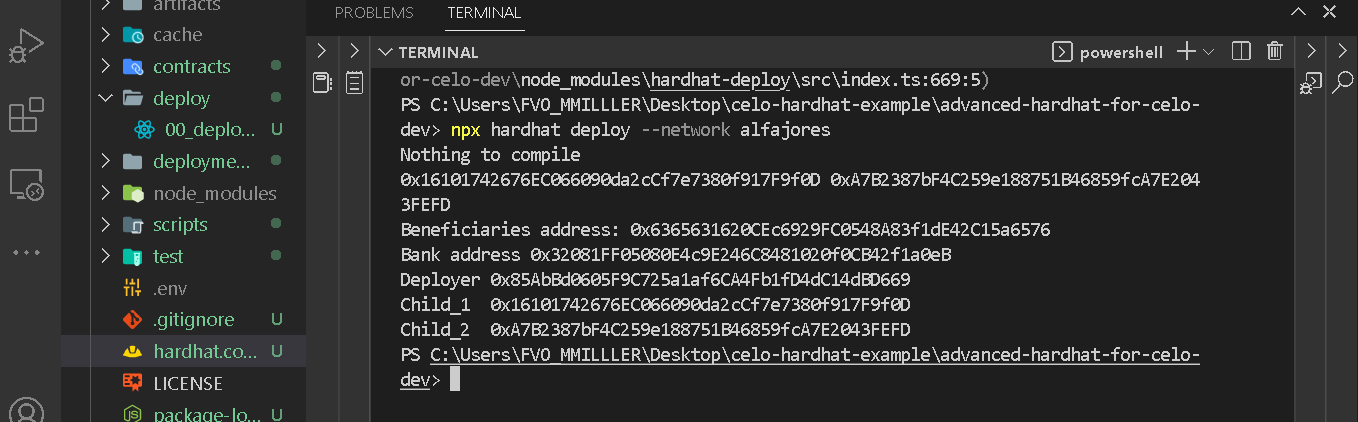 artifacts
cache
contracts
deploy
00_deplo... U
deployme...
node_modules
scripts
test
.env
.gitignore U
hardhat.co... U
LICENSE
package-lo... U
PROBLEMS TERMINAL
TERMINAL
powershell
or-celo-dev\node_modules\hardhat-deploy\src\index.ts:669:5)
PS C:\Users\FVO_MMILLLER\Desktop\celo-hardhat-example\advanced-hardhat-for-celo-
dev> npx hardhat deploy --network alfajores
Nothing to compile
0x16101742676EC066090da2cCf7e7380f917F9f0D 0xA7B2387bF4C259e188751B46859fcA7E204
3FEFD
Beneficiaries address: 0x6365631620CEc6929FC0548A83f1dE42C15a6576
Bank address 0x32081FF05080E4c9E246C8481020f0CB42f1a0eB
Deployer 0x85AbBd0605F9C725a1af6CA4Fb1fD4dC14dBD669
Child_1 0x16101742676EC066090da2cCf7e7380f917F9f0D
Child_2 0xA7B2387bF4C259e188751B46859fcA7E2043FEFD
PS C:\Users\FVO_MMILLLER\Desktop\celo-hardhat-example\advanced-hardhat-for-celo-
dev>